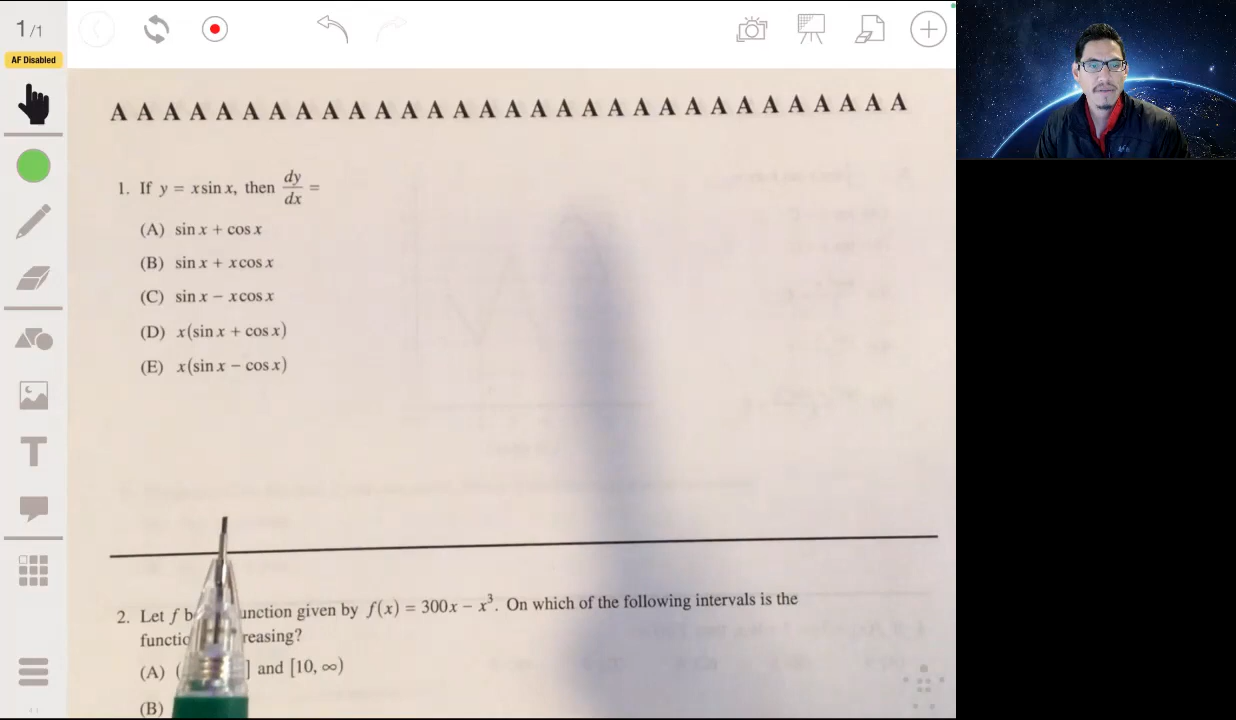 1/1
AF Disabled
A A A A A A A A A A A A A A A A A A A A A A A A A A A A A A A
1. If y = x sin x, then dy/dx =
(A) sin x + cos x
(B) sin x + x cos x
(C) sin x − x cos x
(D) x(sin x + cos x)
(E) x(sin x − cos x)
2. Let f unction given by f(x) = 300x − x³. On which of the following intervals is the
functio reasing?
(A) ( ] and [10, ∞)
(B)
T